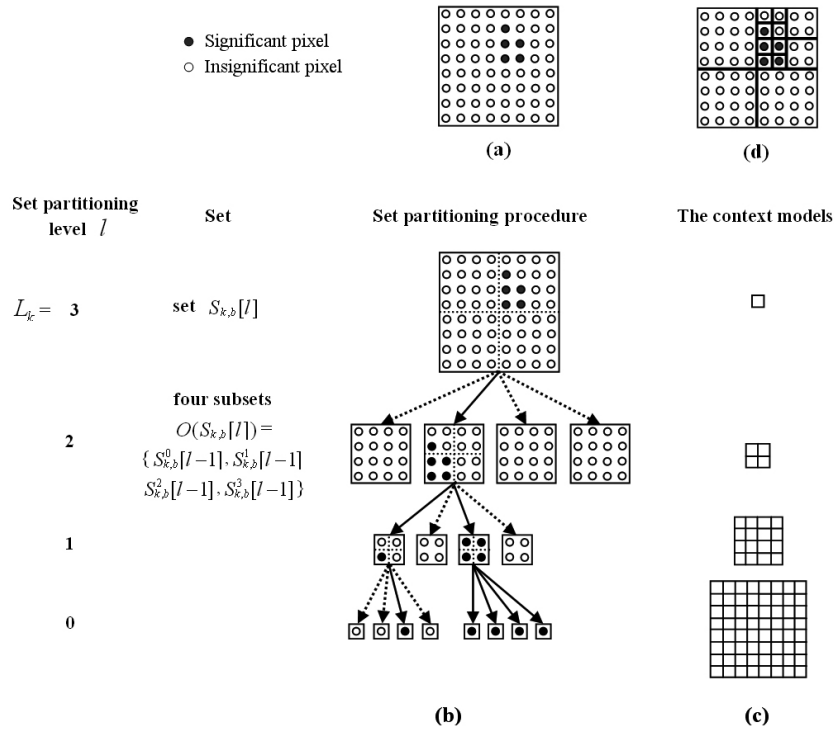 Significant pixel
Insignificant pixel
(a)
(d)
Set partitioning
level l
Set
Set partitioning procedure
The context models
L_k = 3
set S_{k,b}[l]
four subsets
2
O(S_{k,b}[l]) =
{S^0_{k,b}[l-1], S^1_{k,b}[l-1]
S^2_{k,b}[l-1], S^3_{k,b}[l-1]}
1
0
(b)
(c)